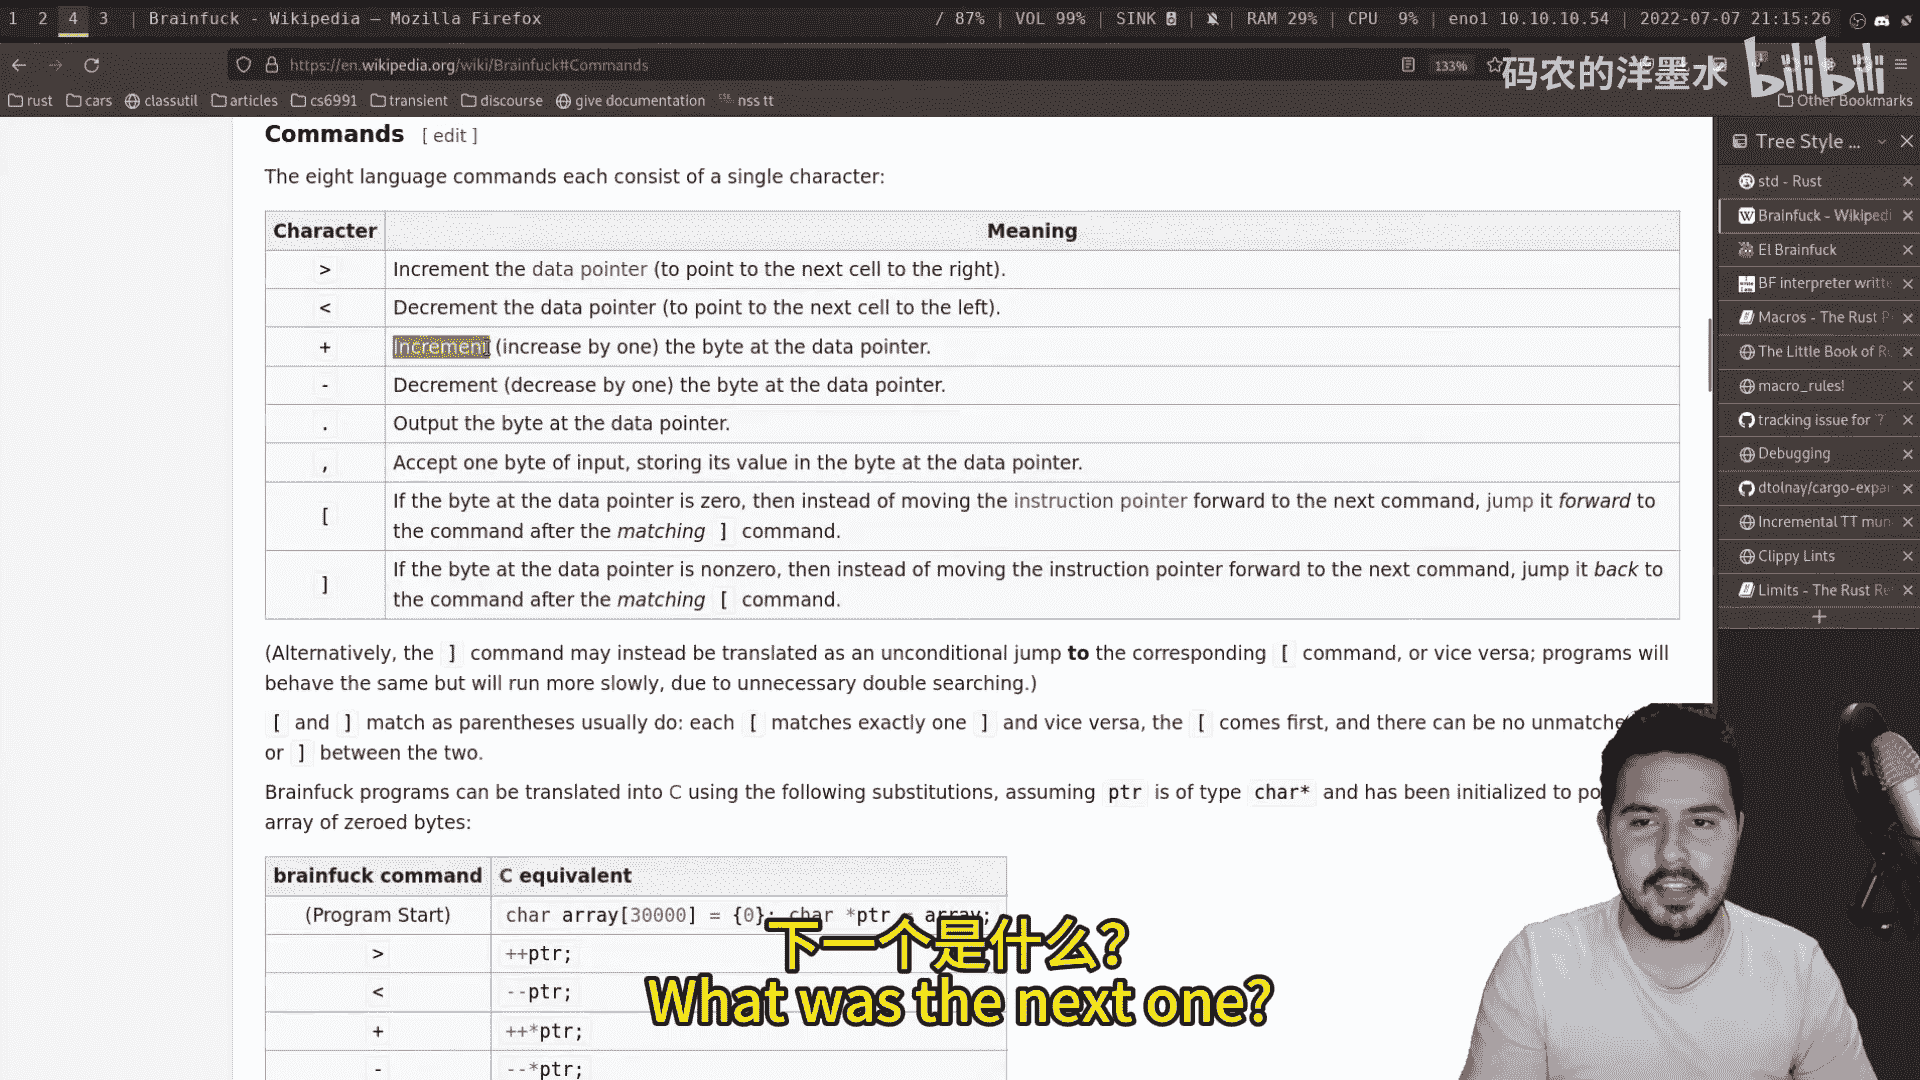 1 2 4 3 | Brainfuck - Wikipedia — Mozilla Firefox
/ 87% | VOL 99% | SINK | RAM 29% | CPU 9% | eno1 10.10.10.54 | 2022-07-07 21:15:26
https://en.wikipedia.org/wiki/Brainfuck#Commands
133%
码农的洋墨水 bilibili
rust cars classutil articles cs6991 transient discourse give documentation nss tt
Other Bookmarks
Commands [ edit ]
The eight language commands each consist of a single character:
Character Meaning
> Increment the data pointer (to point to the next cell to the right).
< Decrement the data pointer (to point to the next cell to the left).
+ Increment (increase by one) the byte at the data pointer.
- Decrement (decrease by one) the byte at the data pointer.
. Output the byte at the data pointer.
, Accept one byte of input, storing its value in the byte at the data pointer.
[ If the byte at the data pointer is zero, then instead of moving the instruction pointer forward to the next command, jump it forward to
the command after the matching ] command.
] If the byte at the data pointer is nonzero, then instead of moving the instruction pointer forward to the next command, jump it back to
the command after the matching [ command.
(Alternatively, the ] command may instead be translated as an unconditional jump to the corresponding [ command, or vice versa; programs will
behave the same but will run more slowly, due to unnecessary double searching.)
[ and ] match as parentheses usually do: each [ matches exactly one ] and vice versa, the [ comes first, and there can be no unmatche
or ] between the two.
Brainfuck programs can be translated into C using the following substitutions, assuming ptr is of type char* and has been initialized to po
array of zeroed bytes:
brainfuck command C equivalent
(Program Start) char array[30000] = {0}; char *ptr = array;
> ++ptr;
< --ptr;
+ ++*ptr;
- --*ptr;
Tree Style ...
std - Rust
Brainfuck - Wikipedi
El Brainfuck
BF interpreter writte
Macros - The Rust P
The Little Book of R
macro_rules!
tracking issue for `?`
Debugging
dtolnay/cargo-expa
Incremental TT mun
Clippy Lints
Limits - The Rust Re
+
下一个是什么?
What was the next one?